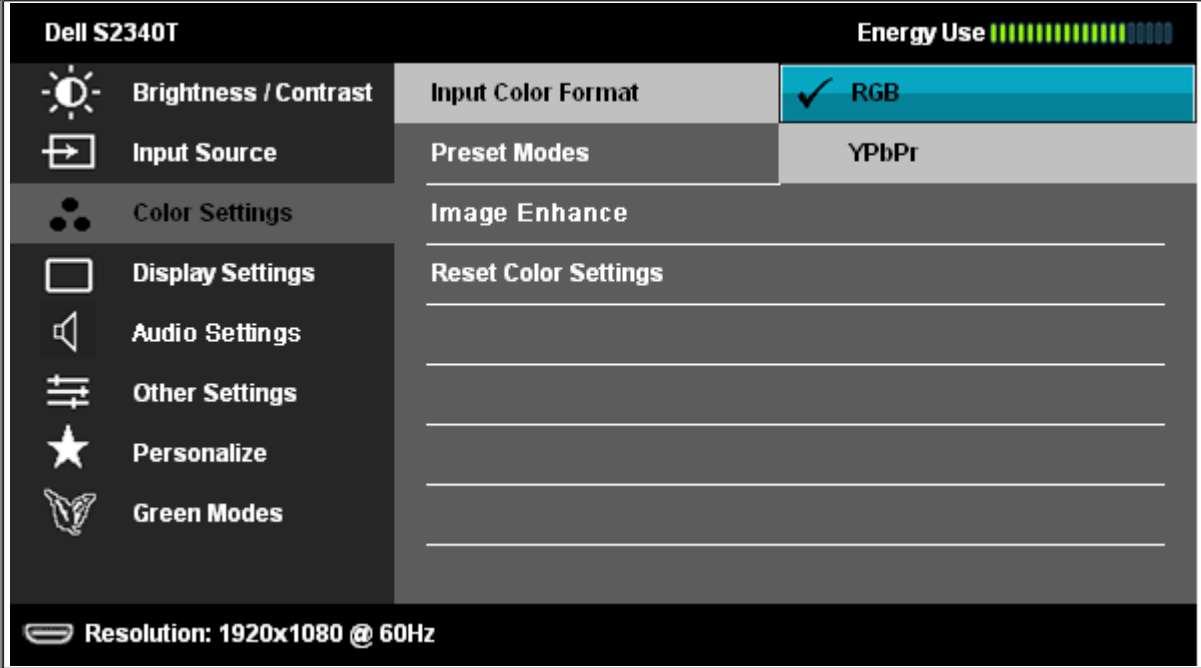 Dell S2340T
Energy Use
Brightness / Contrast
Input Color Format
RGB
Input Source
Preset Modes
YPbPr
Color Settings
Image Enhance
Display Settings
Reset Color Settings
Audio Settings
Other Settings
Personalize
Green Modes
Resolution: 1920x1080 @ 60Hz